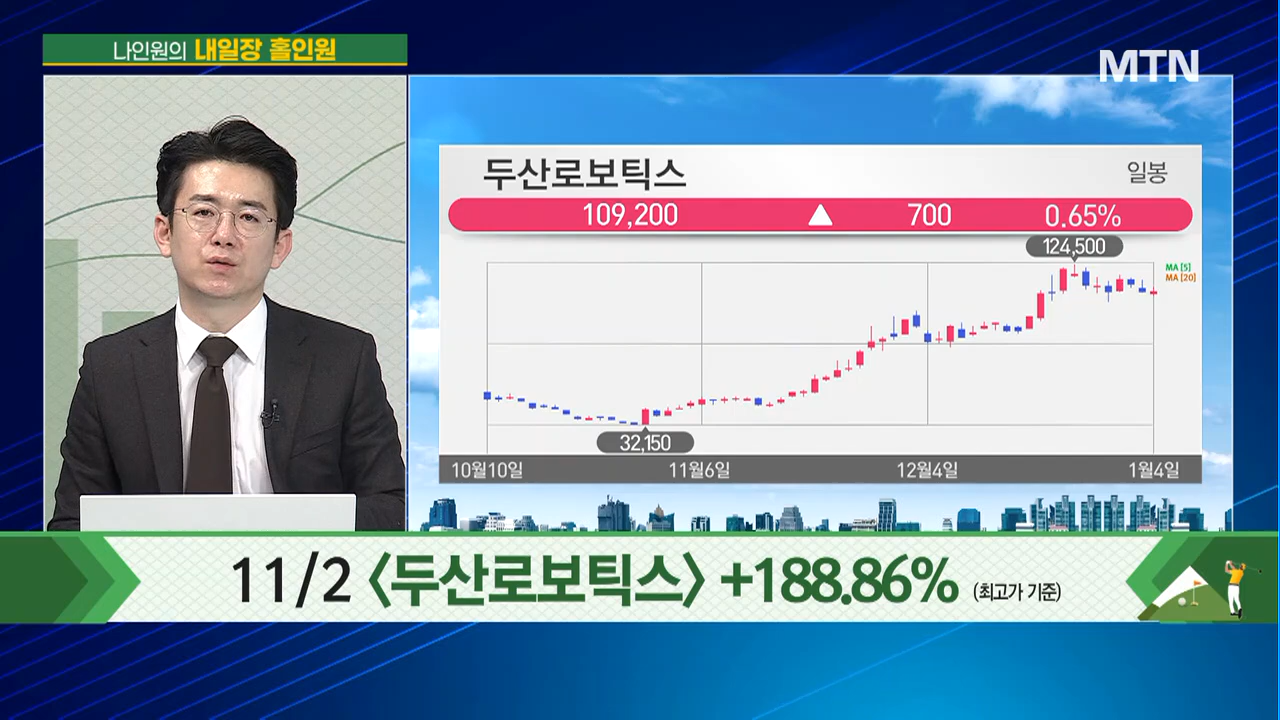 나인원의 내일장 홀인원
MTN
두산로보틱스
일봉
109,200 ▲ 700 0.65%
124,500
MA [5]
MA [20]
32,150
10월10일 11월6일 12월4일 1월4일
11/2 <두산로보틱스> +188.86% (최고가 기준)